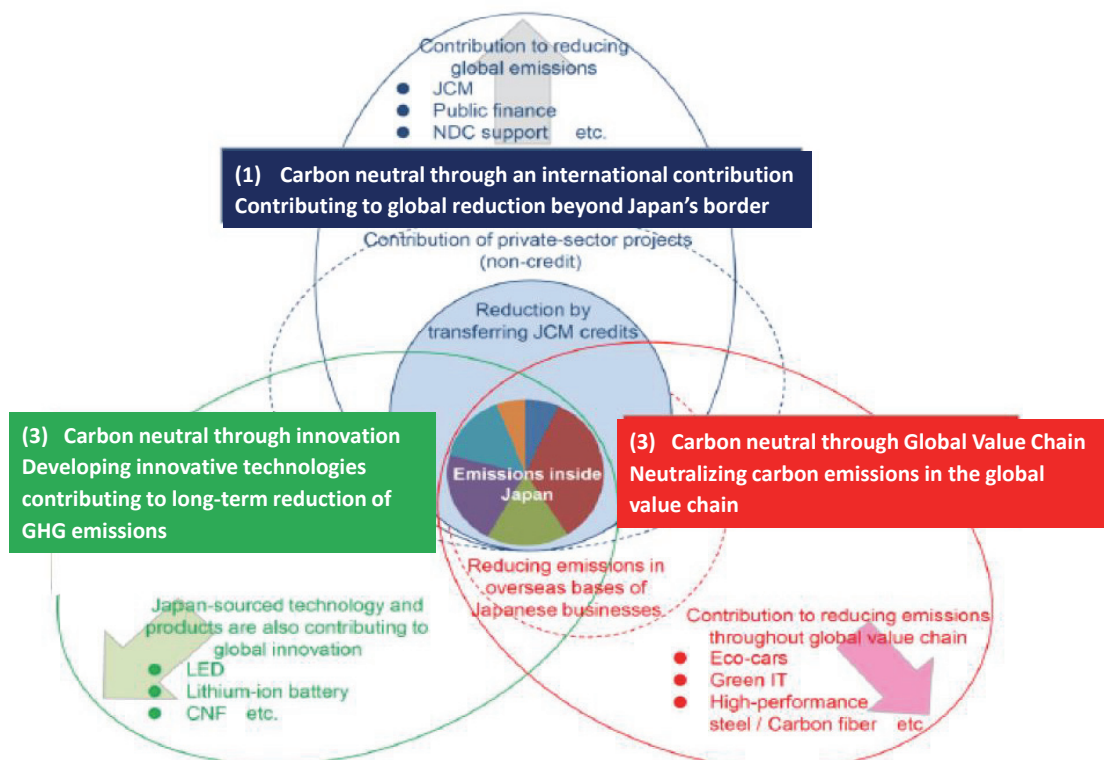 Contribution to reducing
global emissions
● JCM
● Public finance
● NDC support etc.
(1) Carbon neutral through an international contribution
Contributing to global reduction beyond Japan's border
Contribution of private-sector projects
(non-credit)
Reduction by
transferring JCM credits
(3) Carbon neutral through innovation
Developing innovative technologies
contributing to long-term reduction of
GHG emissions
Emissions inside
Japan
(3) Carbon neutral through Global Value Chain
Neutralizing carbon emissions in the global
value chain
Reducing emissions in
overseas bases of
Japanese businesses
Japan-sourced technology and
products are also contributing to
global innovation
● LED
● Lithium-ion battery
● CNF etc.
Contribution to reducing emissions
throughout global value chain
● Eco-cars
● Green IT
● High-performance
steel / Carbon fiber etc